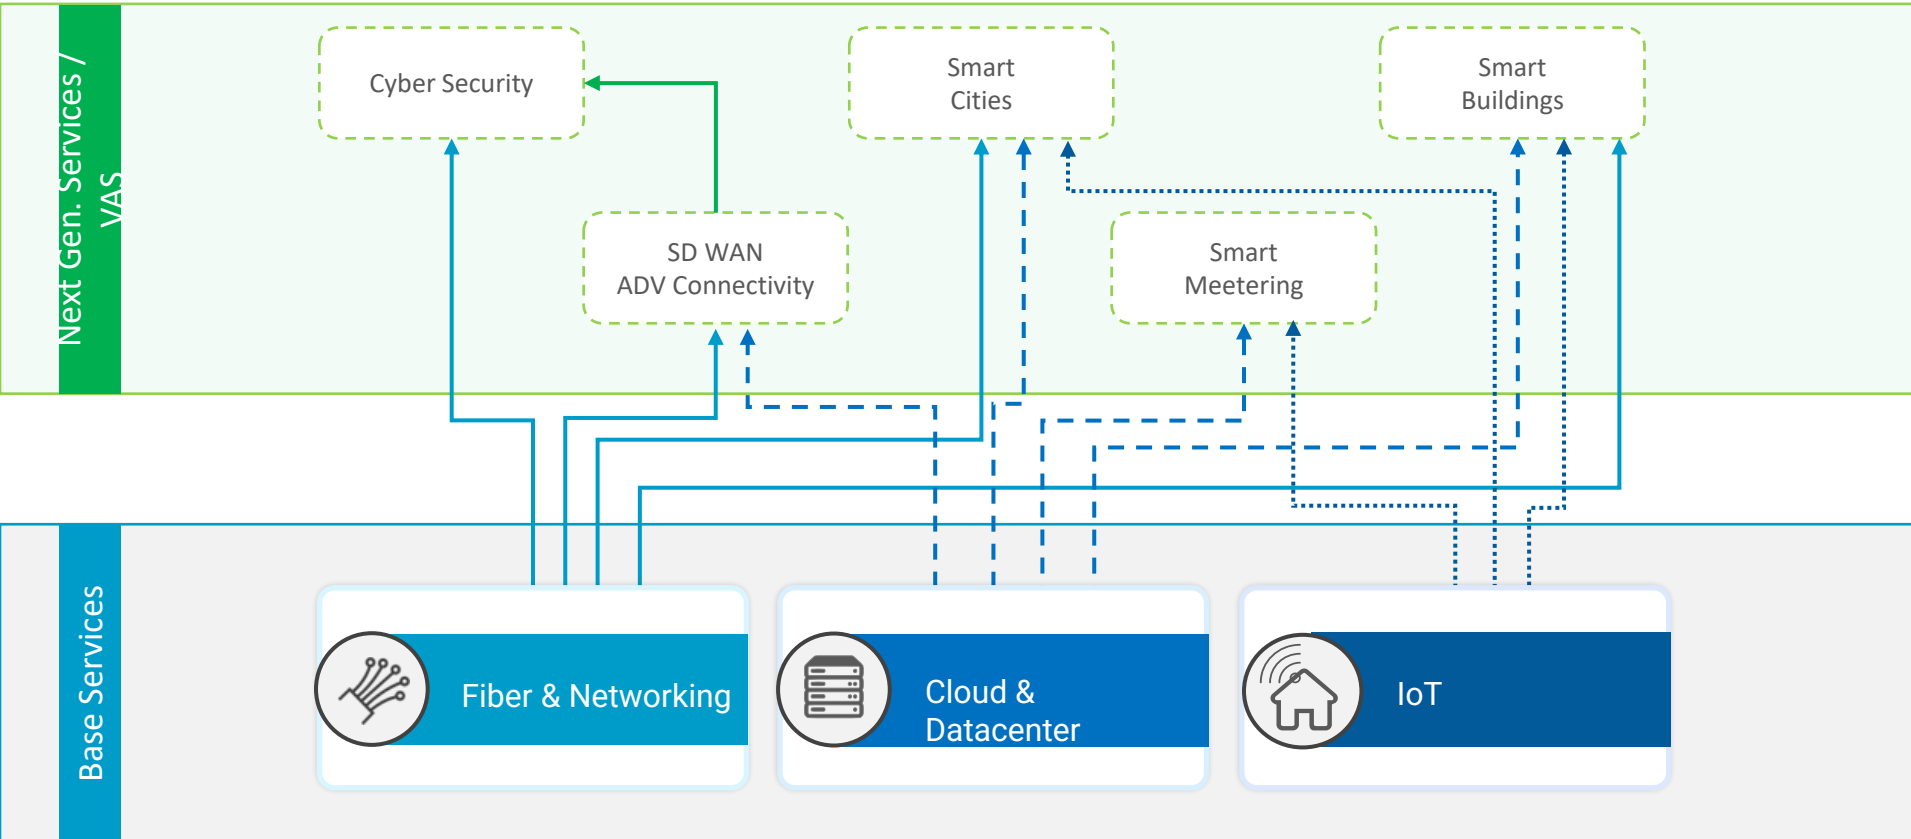 Next Gen. Services /
VAS
Cyber Security
Smart
Cities
Smart
Buildings
SD WAN
ADV Connectivity
Smart
Meetering
Base Services
Fiber & Networking
Cloud &
Datacenter
IoT